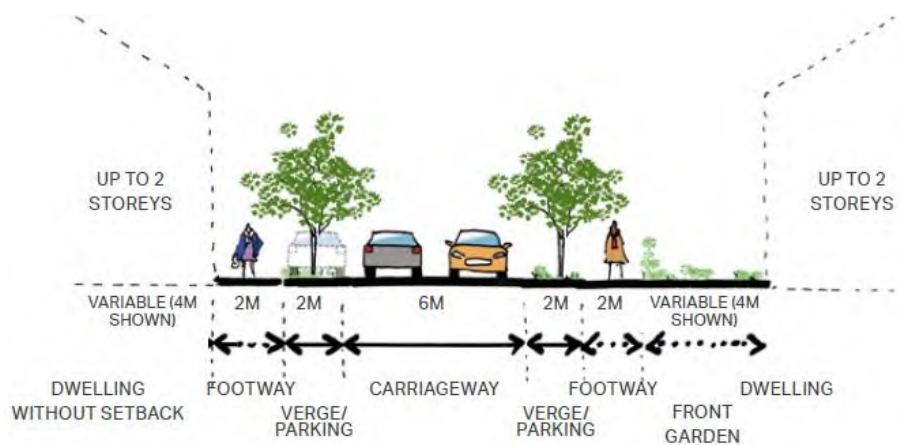 UP TO 2
STOREYS
UP TO 2
STOREYS
VARIABLE (4M
SHOWN)
2M
2M
6M
2M
2M
VARIABLE (4M
SHOWN)
DWELLING
WITHOUT SETBACK
FOOTWAY
VERGE/
PARKING
CARRIAGEWAY
VERGE/
PARKING
FOOTWAY
FRONT
GARDEN
DWELLING